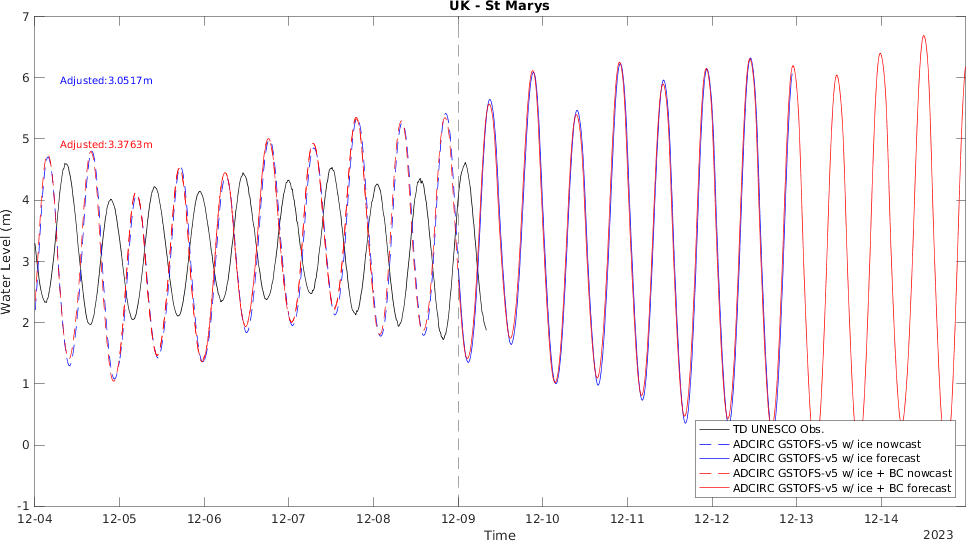 UK - St Marys
7
6
5
4
3
2
1
0
-1
Water Level (m)
Adjusted:3.0517m
Adjusted:3.3763m
TD UNESCO Obs.
ADCIRC GSTOFS-v5 w/ ice nowcast
ADCIRC GSTOFS-v5 w/ ice forecast
ADCIRC GSTOFS-v5 w/ ice + BC nowcast
ADCIRC GSTOFS-v5 w/ ice + BC forecast
12-04 12-05 12-06 12-07 12-08 12-09 12-10 12-11 12-12 12-13 12-14
Time
2023